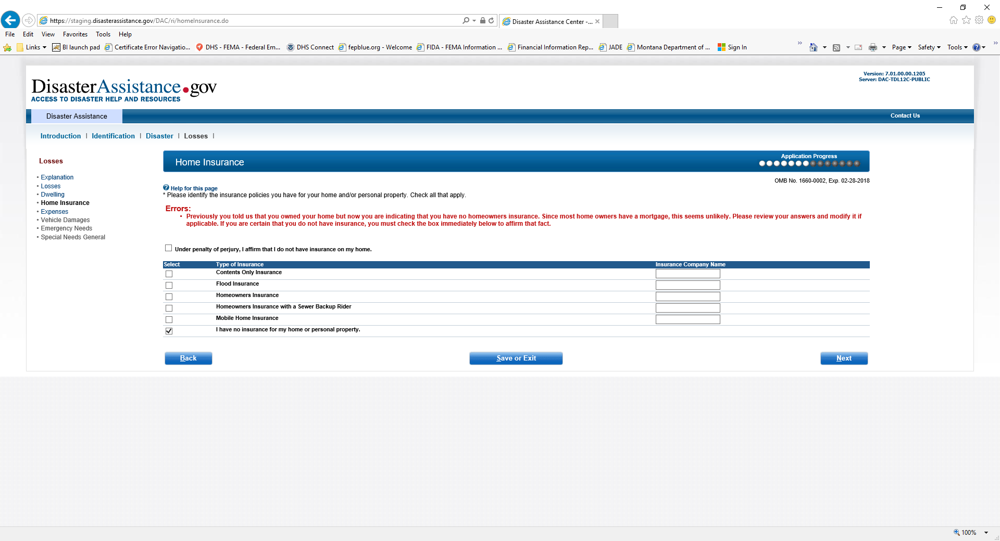 https://staging.disasterassistance.gov/DAC/ri/homeInsurance.do
Disaster Assistance Center -...
File Edit View Favorites Tools Help
Links BI launch pad Certificate Error Navigatio... DHS - FEMA - Federal Em... DHS Connect fepblue.org - Welcome FIDA - FEMA Information ... Financial Information Rep... JADE Montana Department of ... Sign In Page Safety Tools
Version: 7.01.00.00.1205
Server: DAC-TDL12C-PUBLIC
DisasterAssistance.gov
ACCESS TO DISASTER HELP AND RESOURCES
Disaster Assistance Contact Us
Introduction | Identification | Disaster | Losses |
Losses
• Explanation
• Losses
• Dwelling
• Home Insurance
• Expenses
• Vehicle Damages
• Emergency Needs
• Special Needs General
Home Insurance
Application Progress
OMB No. 1660-0002, Exp. 02-28-2018
Help for this page
* Please identify the insurance policies you have for your home and/or personal property. Check all that apply.
Errors:
• Previously you told us that you owned your home but now you are indicating that you have no homeowners insurance. Since most home owners have a mortgage, this seems unlikely. Please review your answers and modify it if
applicable. If you are certain that you do not have insurance, you must check the box immediately below to affirm that fact.
Under penalty of perjury, I affirm that I do not have insurance on my home.
Select Type of Insurance Insurance Company Name
Contents Only Insurance
Flood Insurance
Homeowners Insurance
Homeowners Insurance with a Sewer Backup Rider
Mobile Home Insurance
I have no insurance for my home or personal property.
Back Save or Exit Next
100%